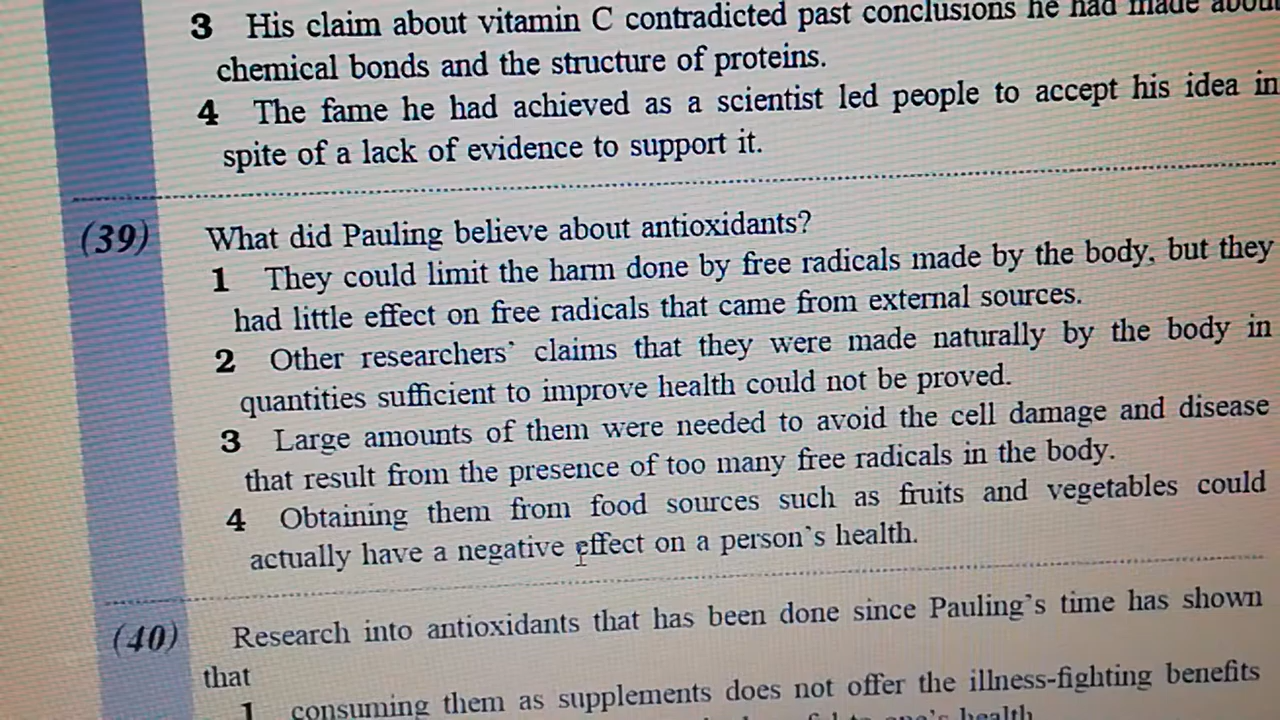 3 His claim about vitamin C contradicted past conclusions he had made about
chemical bonds and the structure of proteins.
4 The fame he had achieved as a scientist led people to accept his idea in
spite of a lack of evidence to support it.
(39) What did Pauling believe about antioxidants?
1 They could limit the harm done by free radicals made by the body, but they
had little effect on free radicals that came from external sources.
2 Other researchers' claims that they were made naturally by the body in
quantities sufficient to improve health could not be proved.
3 Large amounts of them were needed to avoid the cell damage and disease
that result from the presence of too many free radicals in the body.
4 Obtaining them from food sources such as fruits and vegetables could
actually have a negative effect on a person's health.
(40) Research into antioxidants that has been done since Pauling's time has shown
that
1 consuming them as supplements does not offer the illness-fighting benefits
to one's health